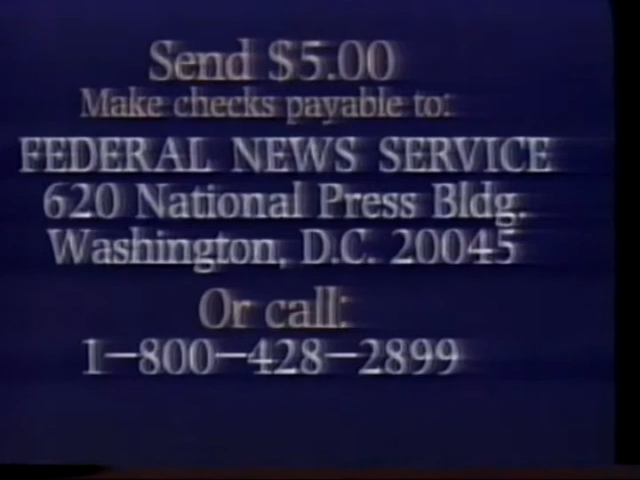 Send $5.00
Make checks payable to:
FEDERAL NEWS SERVICE
620 National Press Bldg.
Washington, D.C. 20045
Or call:
1-800-428-2899